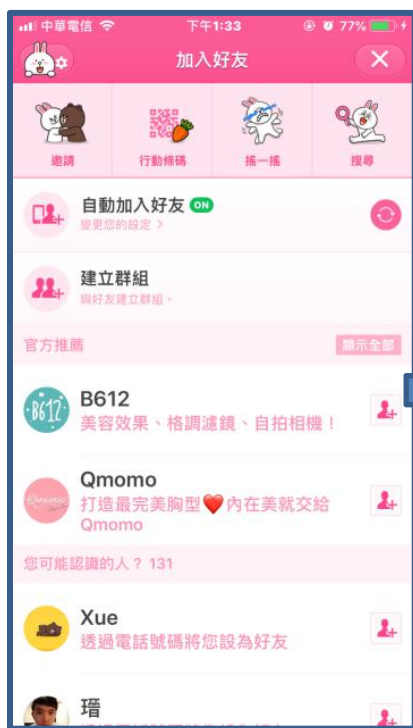 中華電信 下午1:33 77%
加入好友
邀請 行動條碼 搖一搖 搜尋
自動加入好友 ON
變更您的設定 >
建立群組
與好友建立群組。
官方推薦 顯示全部
B612
B612
美容效果、格調濾鏡、自拍相機！
Qmomo
Qmomo
打造最完美胸型❤️內在美就交給
Qmomo
您可能認識的人？ 131
Xue
透過電話號碼將您設為好友
瑨